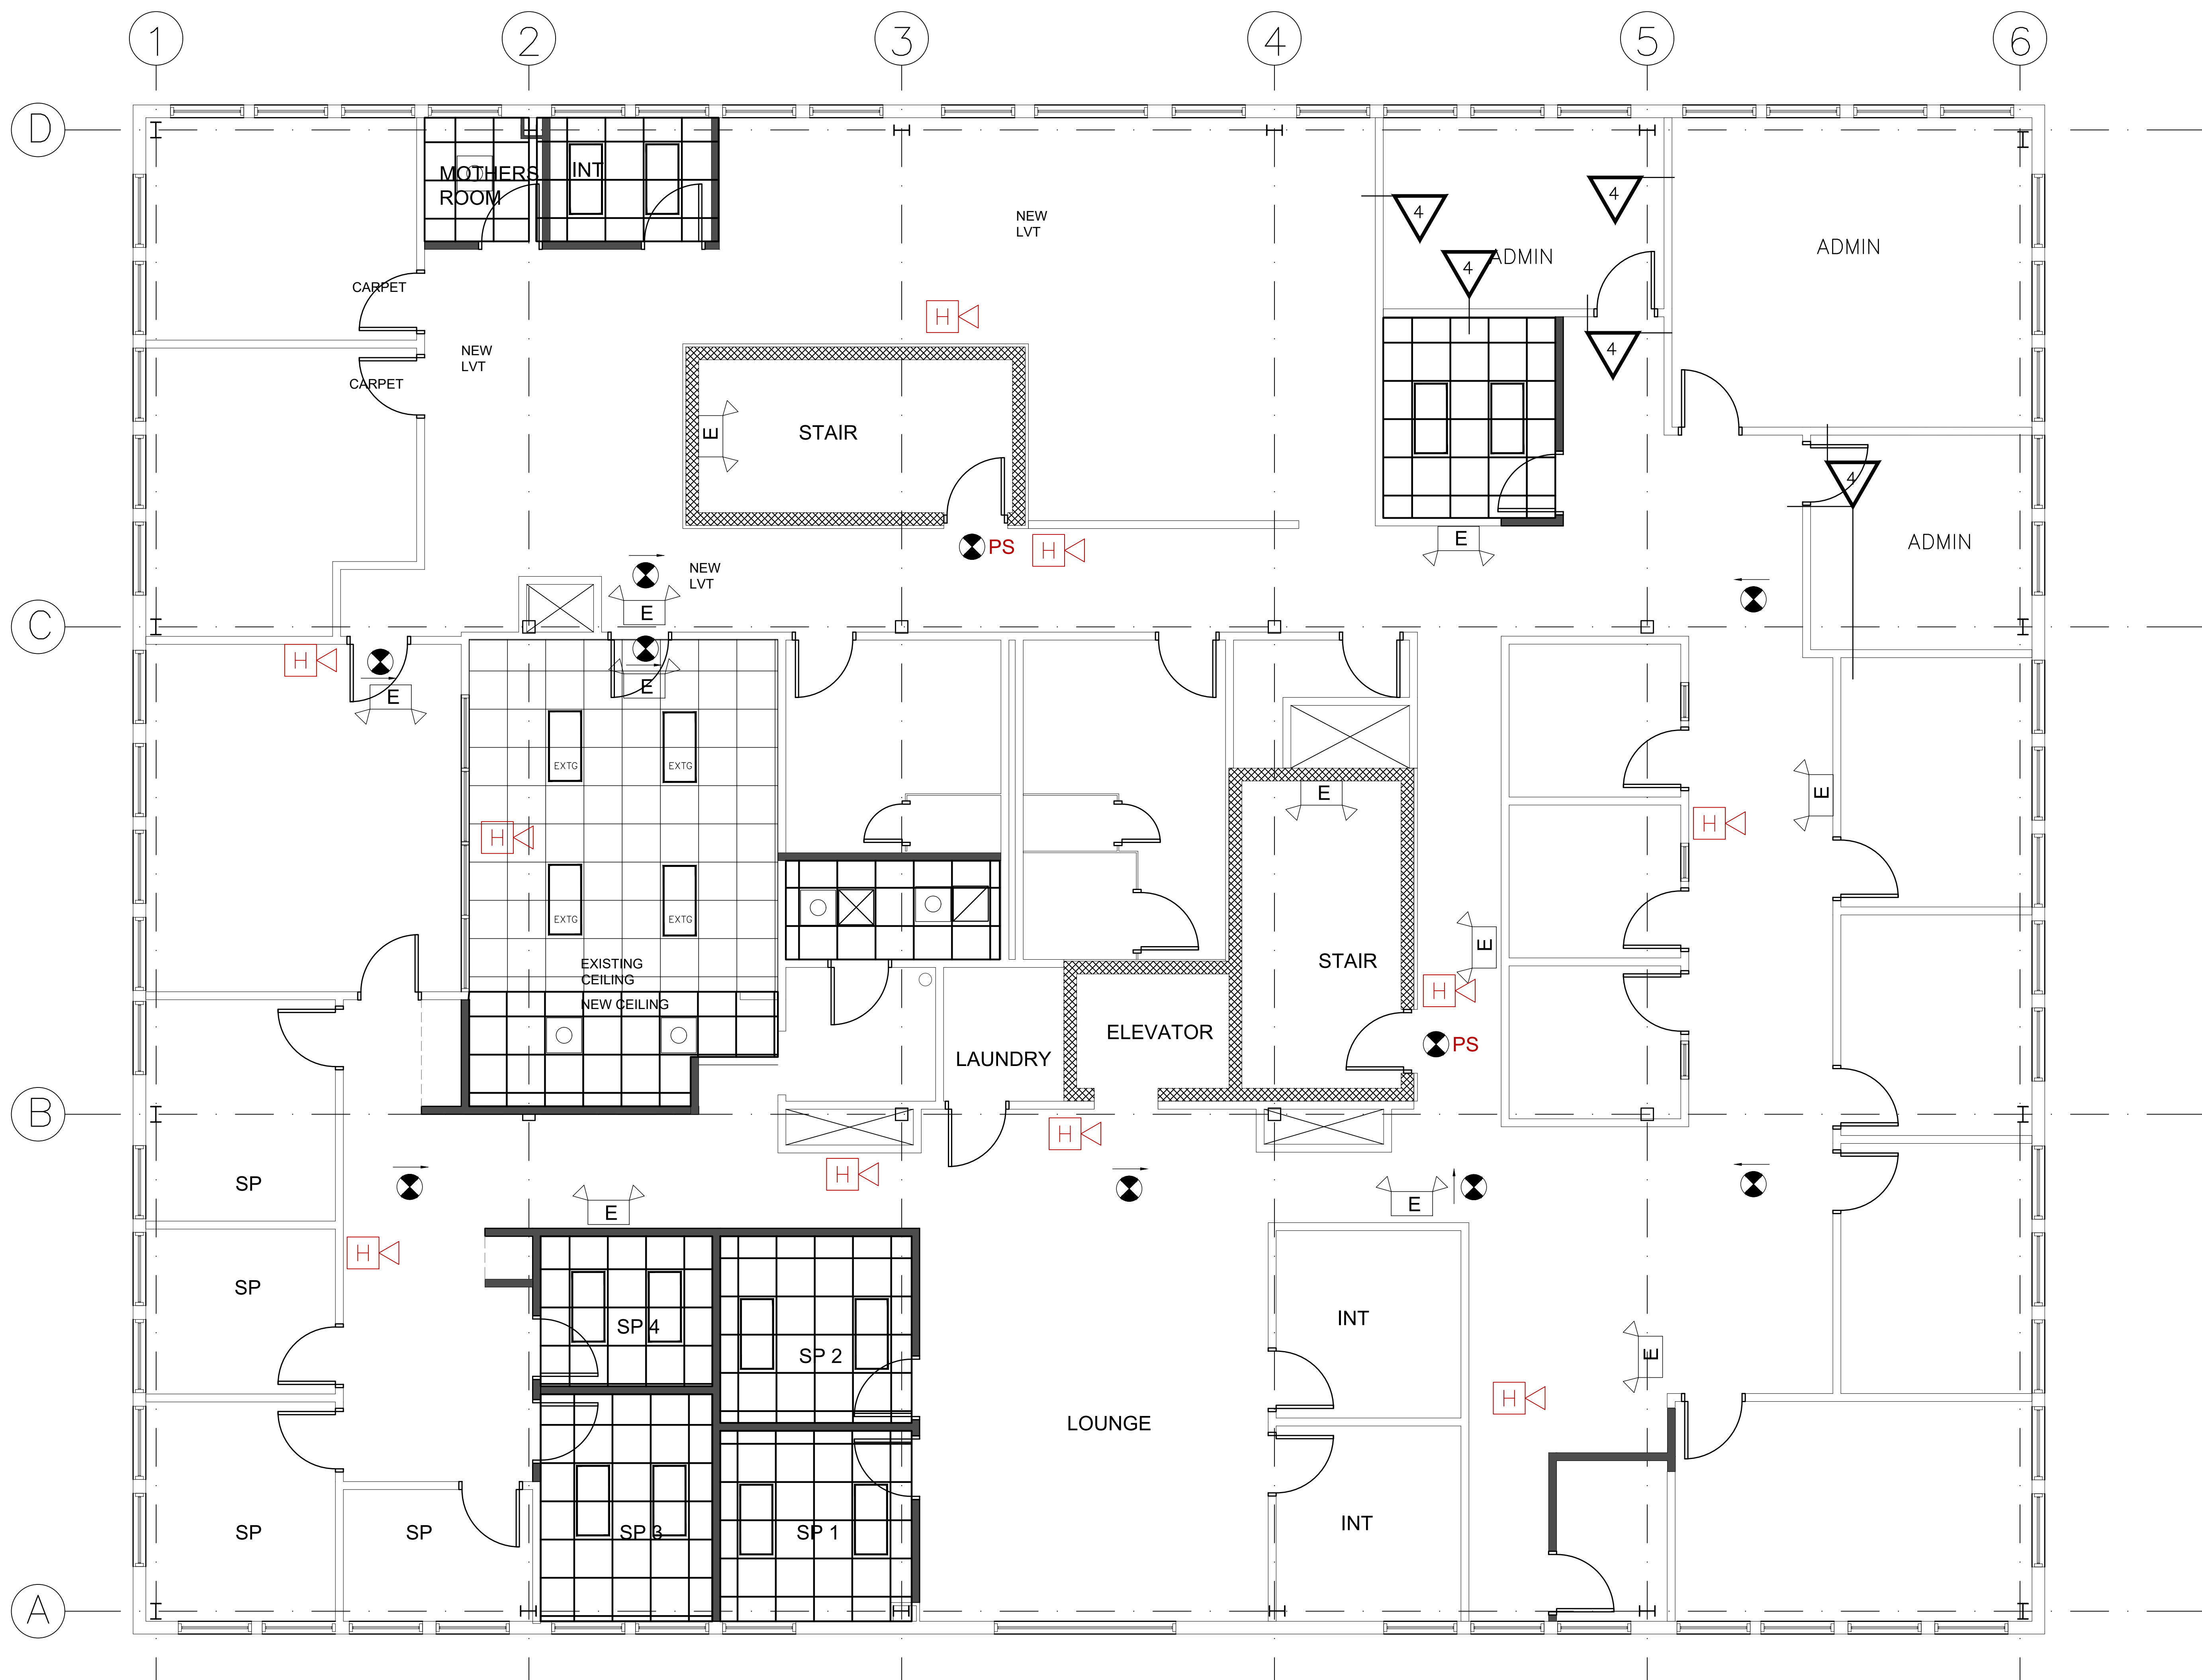 1 2 3 4 5 6
D
MOTHERS
ROOM
INT
4
4
NEW
LVT
ADMIN
ADMIN
4
CARPET
H
NEW
LVT
4
CARPET
STAIR
E
4
ADMIN
PS
H
E
NEW
LVT
E
C
H
E
E
EXTG
EXTG
E
E
H
H
EXTG
EXTG
E
STAIR
EXISTING
CEILING
NEW CEILING
H
ELEVATOR
PS
LAUNDRY
B
H
H
SP
E
E
H
SP
INT
SP 4
SP 2
E
H
LOUNGE
SP
SP
SP 3
SP 1
INT
A